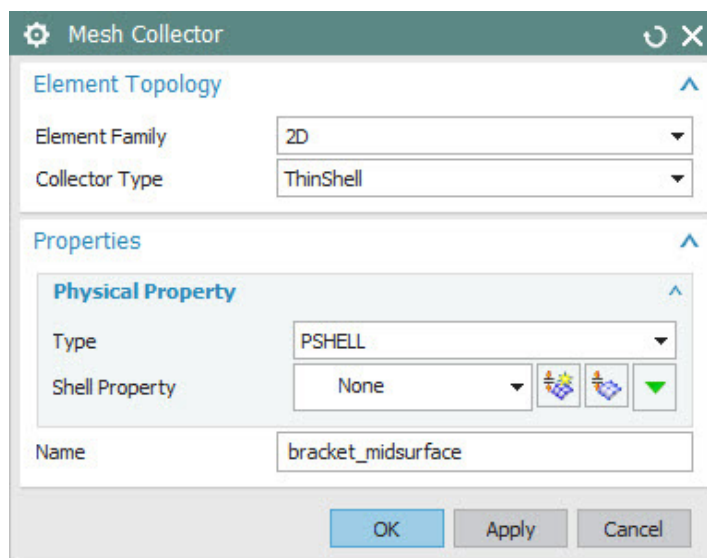 Mesh Collector
Element Topology
Element Family 2D
Collector Type ThinShell
Properties
Physical Property
Type PSHELL
Shell Property None
Name bracket_midsurface
OK Apply Cancel